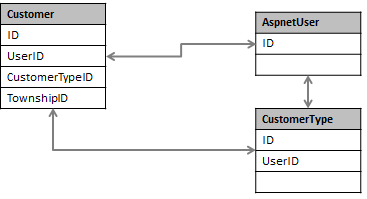 Customer
ID
UserID
CustomerTypeID
TownshipID
AspnetUser
ID
CustomerType
ID
UserID